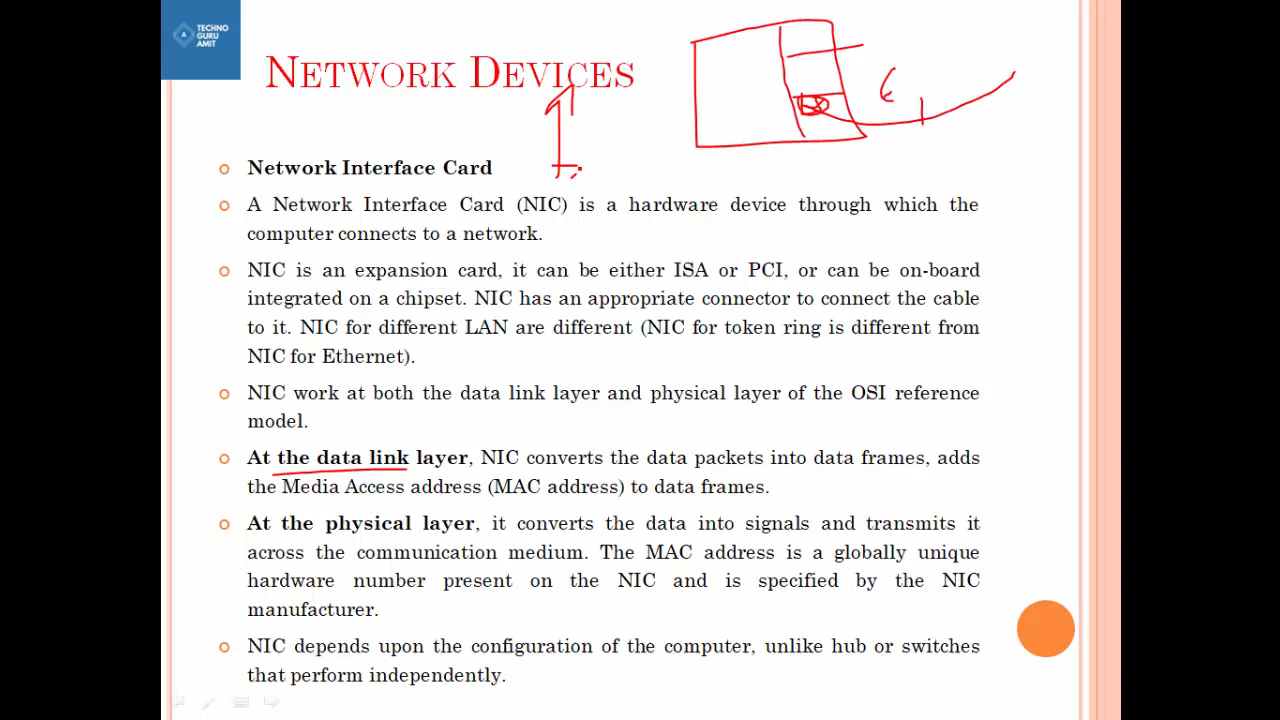 TECHNO
GURU
AMIT
NETWORK DEVICES
Network Interface Card
A Network Interface Card (NIC) is a hardware device through which the
computer connects to a network.
NIC is an expansion card, it can be either ISA or PCI, or can be on-board
integrated on a chipset. NIC has an appropriate connector to connect the cable
to it. NIC for different LAN are different (NIC for token ring is different from
NIC for Ethernet).
NIC work at both the data link layer and physical layer of the OSI reference
model.
At the data link layer, NIC converts the data packets into data frames, adds
the Media Access address (MAC address) to data frames.
At the physical layer, it converts the data into signals and transmits it
across the communication medium. The MAC address is a globally unique
hardware number present on the NIC and is specified by the NIC
manufacturer.
NIC depends upon the configuration of the computer, unlike hub or switches
that perform independently.